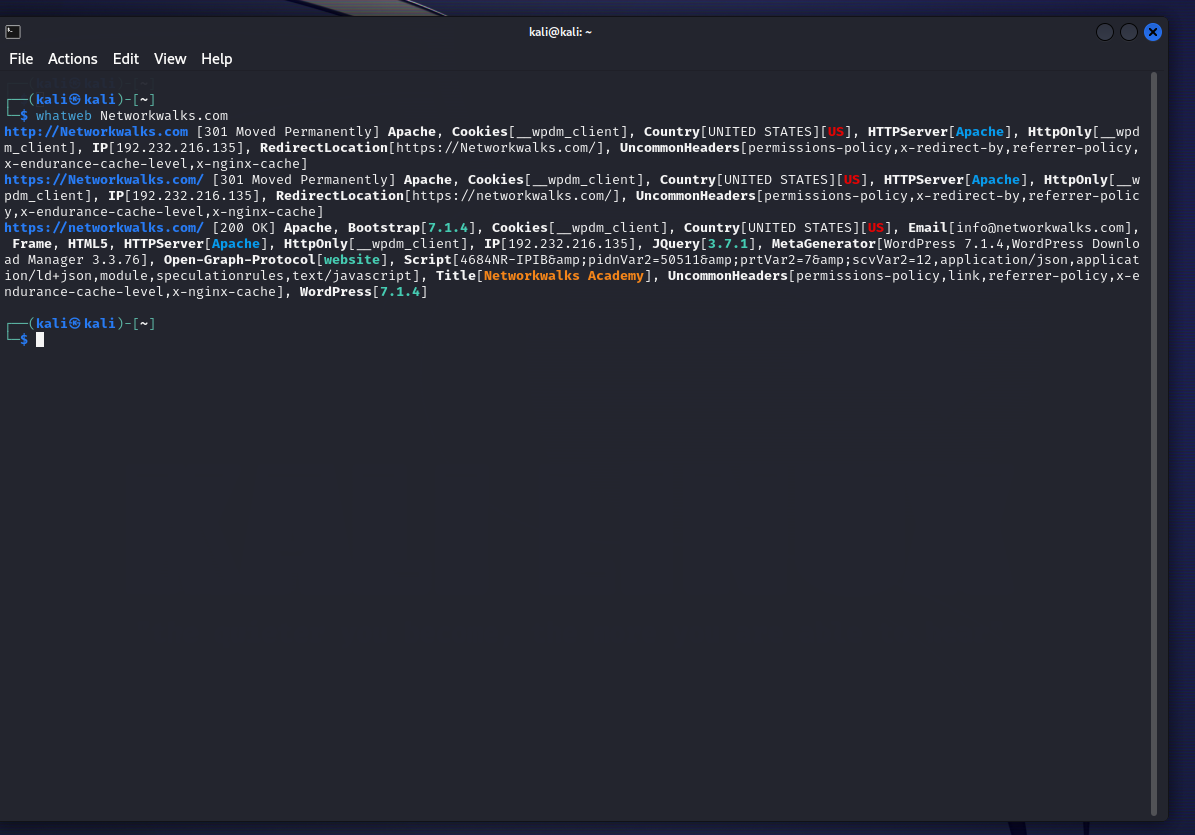 kali@kali: ~
File Actions Edit View Help
┌──(kali㉿kali)-[~]
└─$ whatweb Networkwalks.com
http://Networkwalks.com [301 Moved Permanently] Apache, Cookies[__wpdm_client], Country[UNITED STATES][US], HTTPServer[Apache], HttpOnly[__wpd
m_client], IP[192.232.216.135], RedirectLocation[https://Networkwalks.com/], UncommonHeaders[permissions-policy,x-redirect-by,referrer-policy,
x-endurance-cache-level,x-nginx-cache]
https://Networkwalks.com/ [301 Moved Permanently] Apache, Cookies[__wpdm_client], Country[UNITED STATES][US], HTTPServer[Apache], HttpOnly[__w
pdm_client], IP[192.232.216.135], RedirectLocation[https://networkwalks.com/], UncommonHeaders[permissions-policy,x-redirect-by,referrer-polic
y,x-endurance-cache-level,x-nginx-cache]
https://networkwalks.com/ [200 OK] Apache, Bootstrap[7.1.4], Cookies[__wpdm_client], Country[UNITED STATES][US], Email[info@networkwalks.com],
Frame, HTML5, HTTPServer[Apache], HttpOnly[__wpdm_client], IP[192.232.216.135], JQuery[3.7.1], MetaGenerator[WordPress 7.1.4,WordPress Downlo
ad Manager 3.3.76], Open-Graph-Protocol[website], Script[4684NR-IPIB&amp;pidnVar2=50511&amp;prtVar2=7&amp;scvVar2=12,application/json,applicat
ion/ld+json,module,speculationrules,text/javascript], Title[Networkwalks Academy], UncommonHeaders[permissions-policy,link,referrer-policy,x-e
ndurance-cache-level,x-nginx-cache], WordPress[7.1.4]
┌──(kali㉿kali)-[~]
└─$